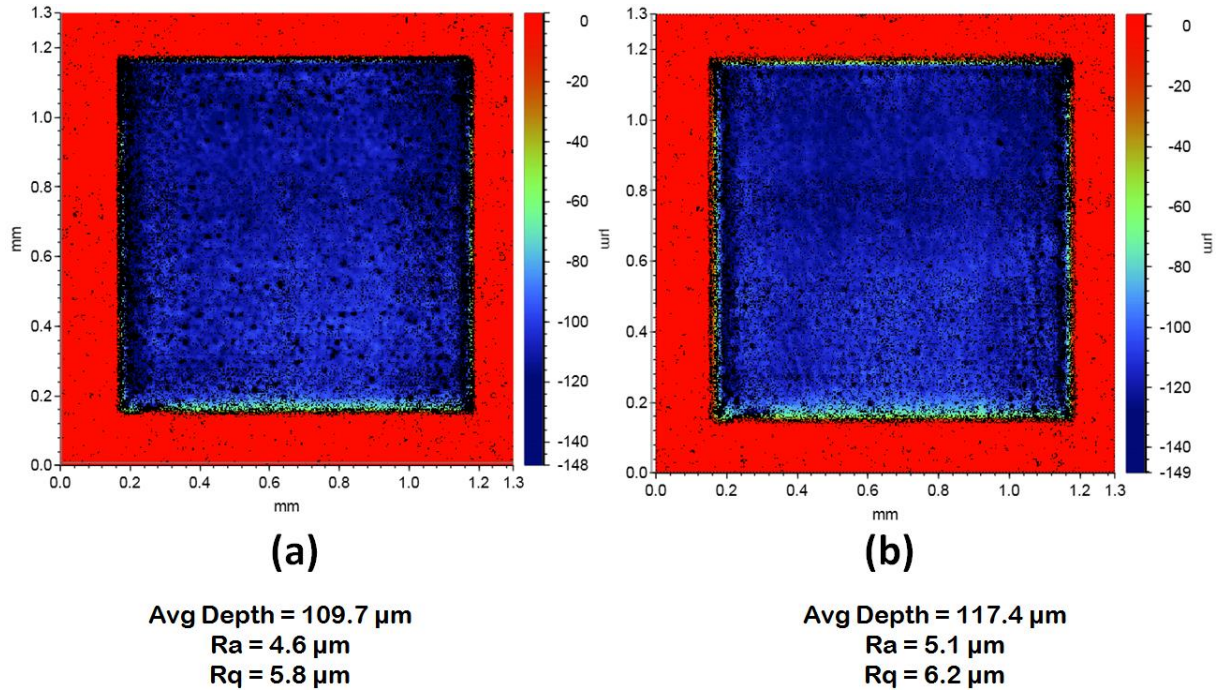 1.3
1.2
1.0
0.8
0.6
0.4
0.2
0.0
mm
0.0 0.2 0.4 0.6 0.8 1.0 1.2 1.3
mm
0
-20
-40
-60
-80
-100
-120
-140
-148
µm
(a)
Avg Depth = 109.7 µm
Ra = 4.6 µm
Rq = 5.8 µm
1.3
1.2
1.0
0.8
0.6
0.4
0.2
0.0
mm
0.0 0.2 0.4 0.6 0.8 1.0 1.2 1.3
mm
0
-20
-40
-60
-80
-100
-120
-140
-149
µm
(b)
Avg Depth = 117.4 µm
Ra = 5.1 µm
Rq = 6.2 µm